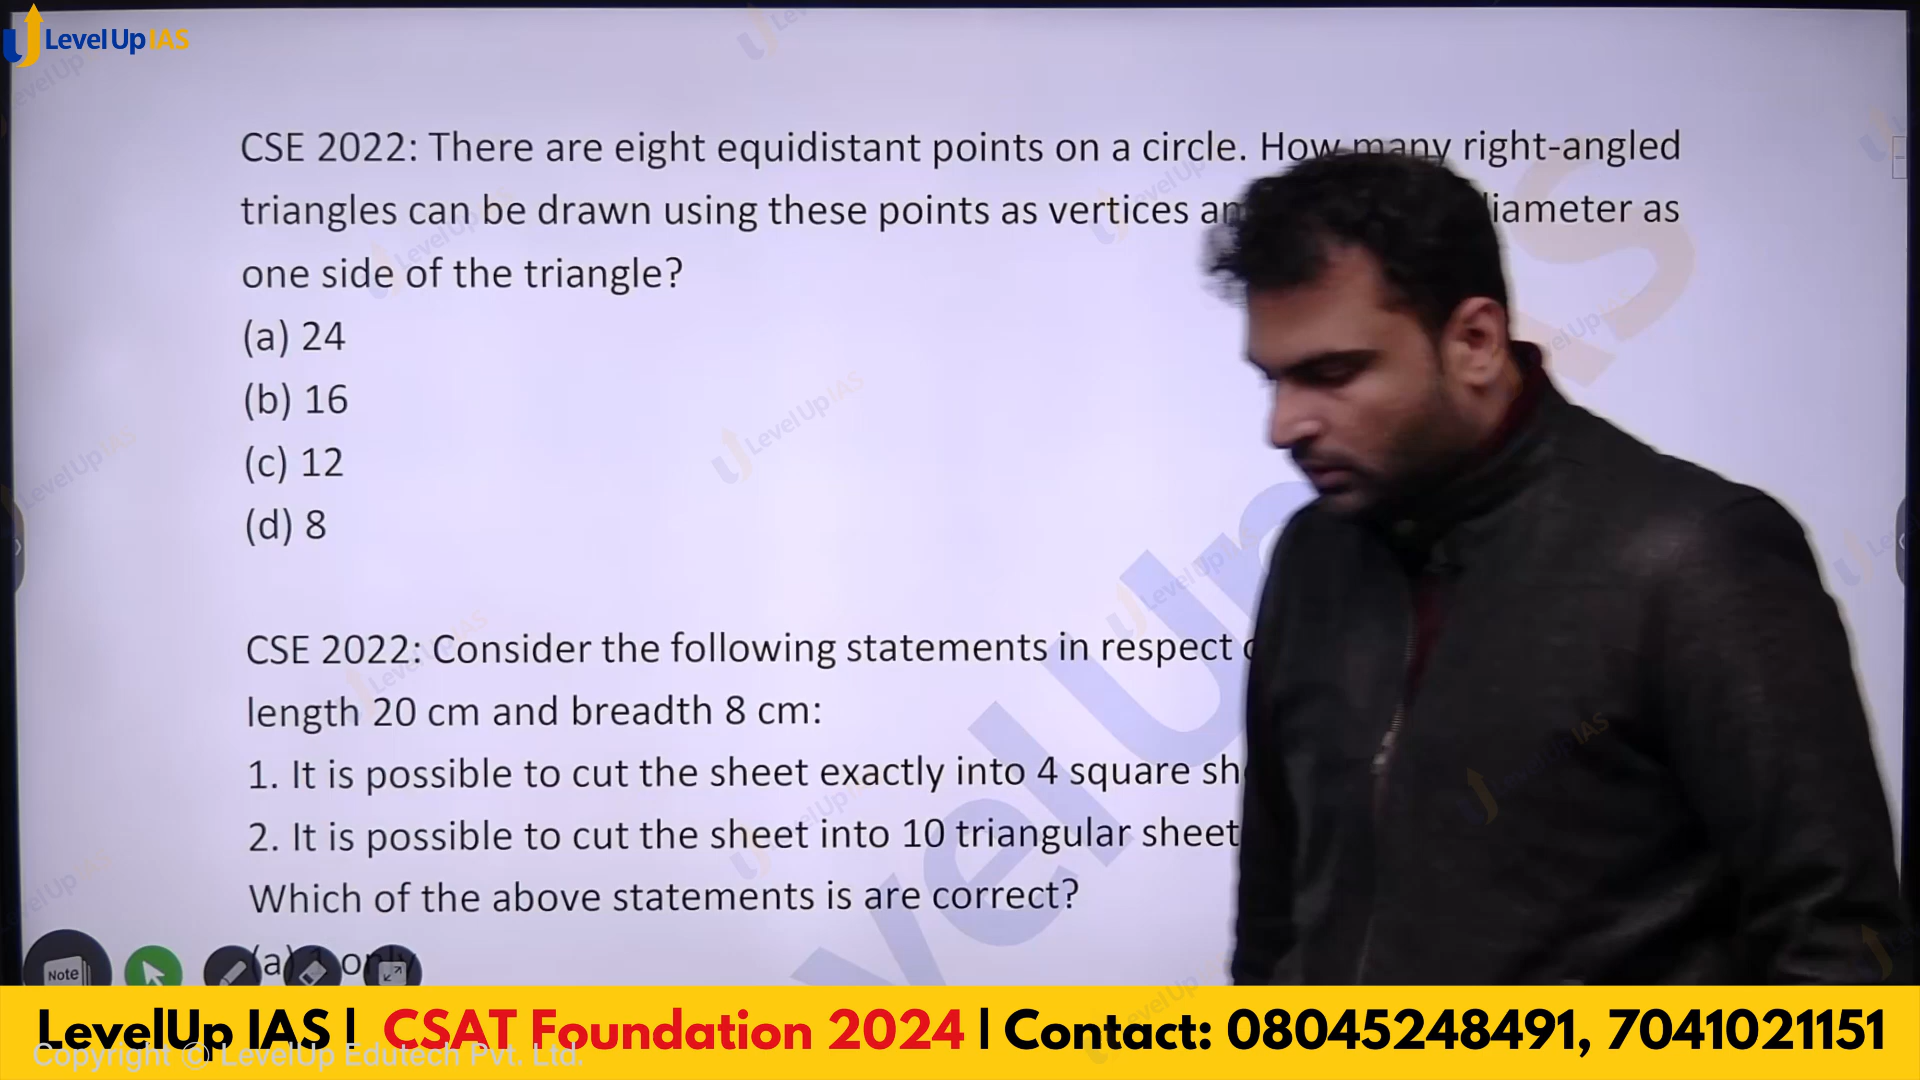 LevelUp IAS
CSE 2022: There are eight equidistant points on a circle. How many right-angled
triangles can be drawn using these points as vertices diameter as
one side of the triangle?
(a) 24
(b) 16
(c) 12
(d) 8
CSE 2022: Consider the following statements in respect
length 20 cm and breadth 8 cm:
1. It is possible to cut the sheet exactly into 4 square
2. It is possible to cut the sheet into 10 triangular
Which of the above statements is are correct?
(a) 1 only
Note
LevelUp IAS | CSAT Foundation 2024 | Contact: 08045248491, 7041021151
Copyright © LevelUp Edutech Pvt. Ltd.